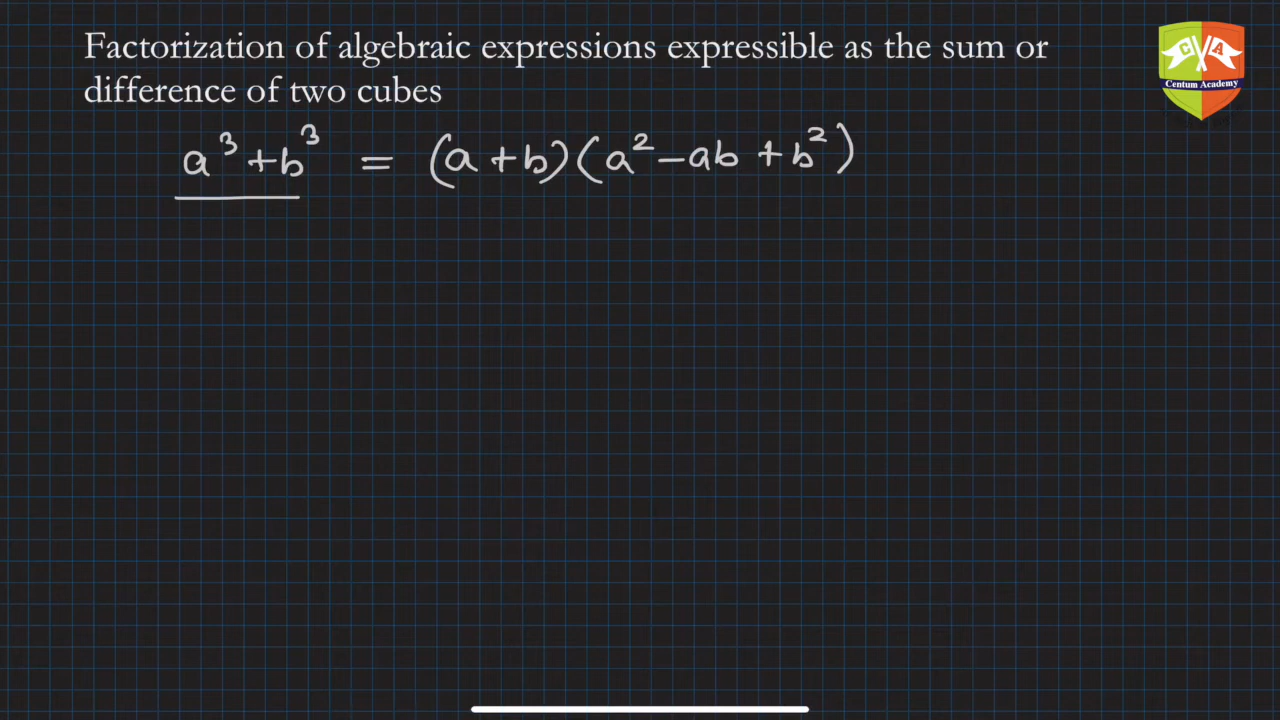 Factorization of algebraic expressions expressible as the sum or
difference of two cubes
C A
Centum Academy
a³ + b³ = (a + b)(a² – ab + b²)